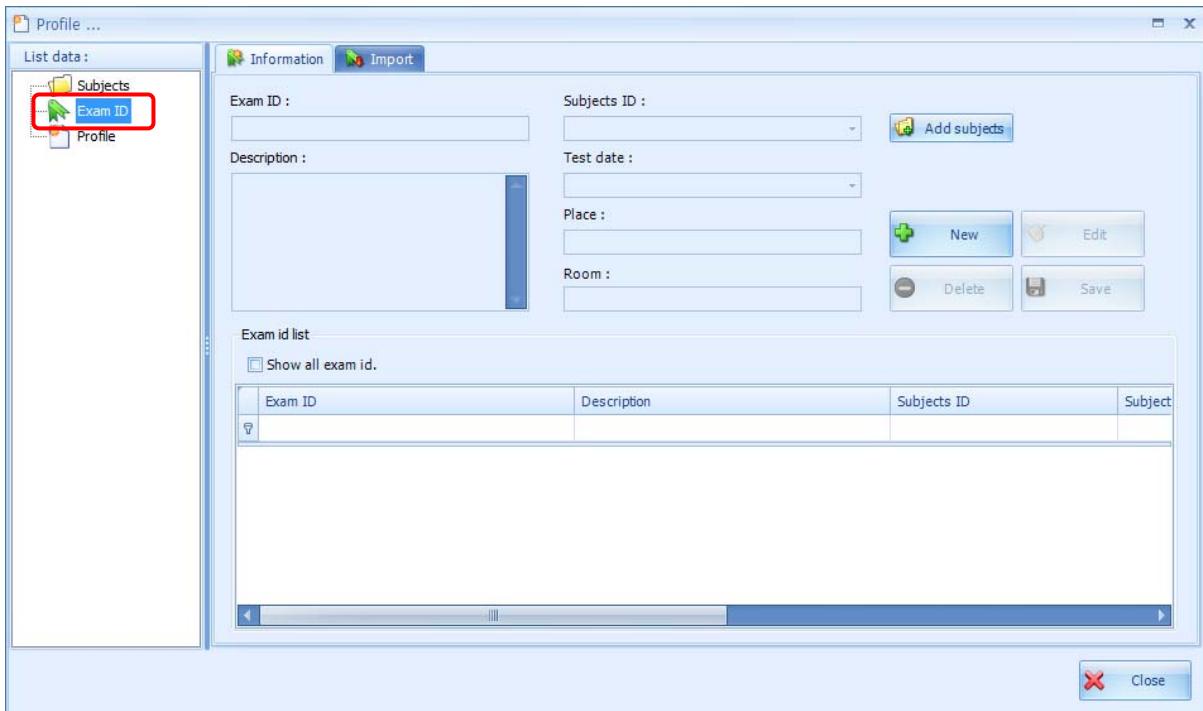 Profile ...
List data :
Subjects
Exam ID
Profile
Information Import
Exam ID :
Subjects ID :
Add subjects
Description :
Test date :
Place :
New Edit
Room :
Delete Save
Exam id list
Show all exam id.
Exam ID Description Subjects ID Subject
Close